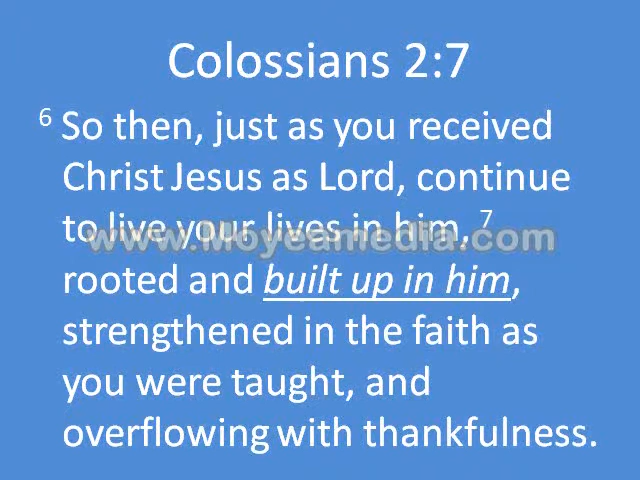 Colossians 2:7
6 So then, just as you received
Christ Jesus as Lord, continue
to live your lives in him, 7
www.Moyeamedia.com
rooted and built up in him,
strengthened in the faith as
you were taught, and
overflowing with thankfulness.